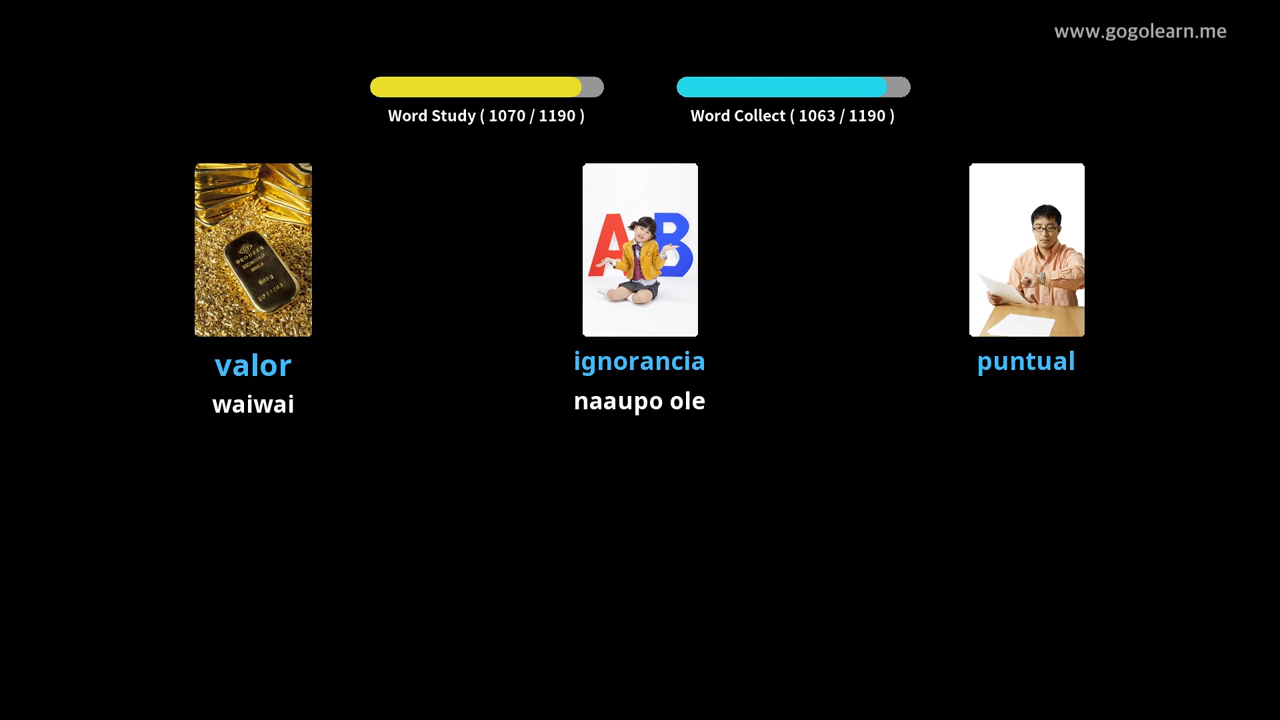 www.gogolearn.me
Word Study ( 1070 / 1190 )
Word Collect ( 1063 / 1190 )
A B
valor
ignorancia
puntual
waiwai
naaupo ole